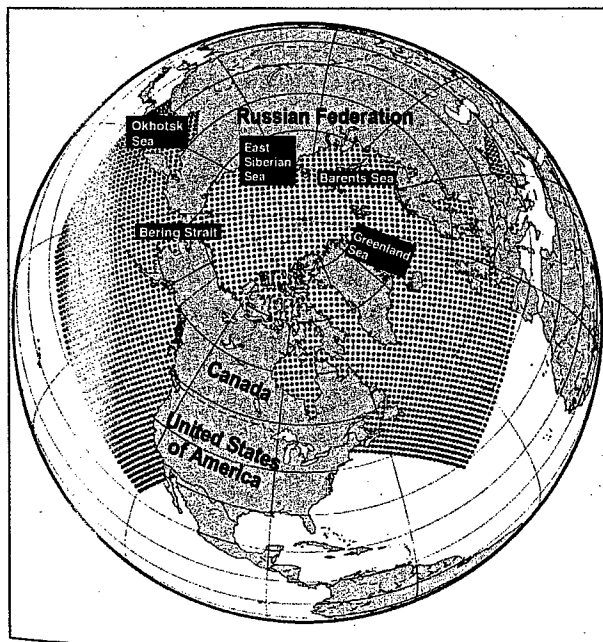 Russian Federation
Okhotsk
Sea
East
Siberian
Sea
Barents Sea
Bering Strait
Greenland
Sea
Canada
United States
of America